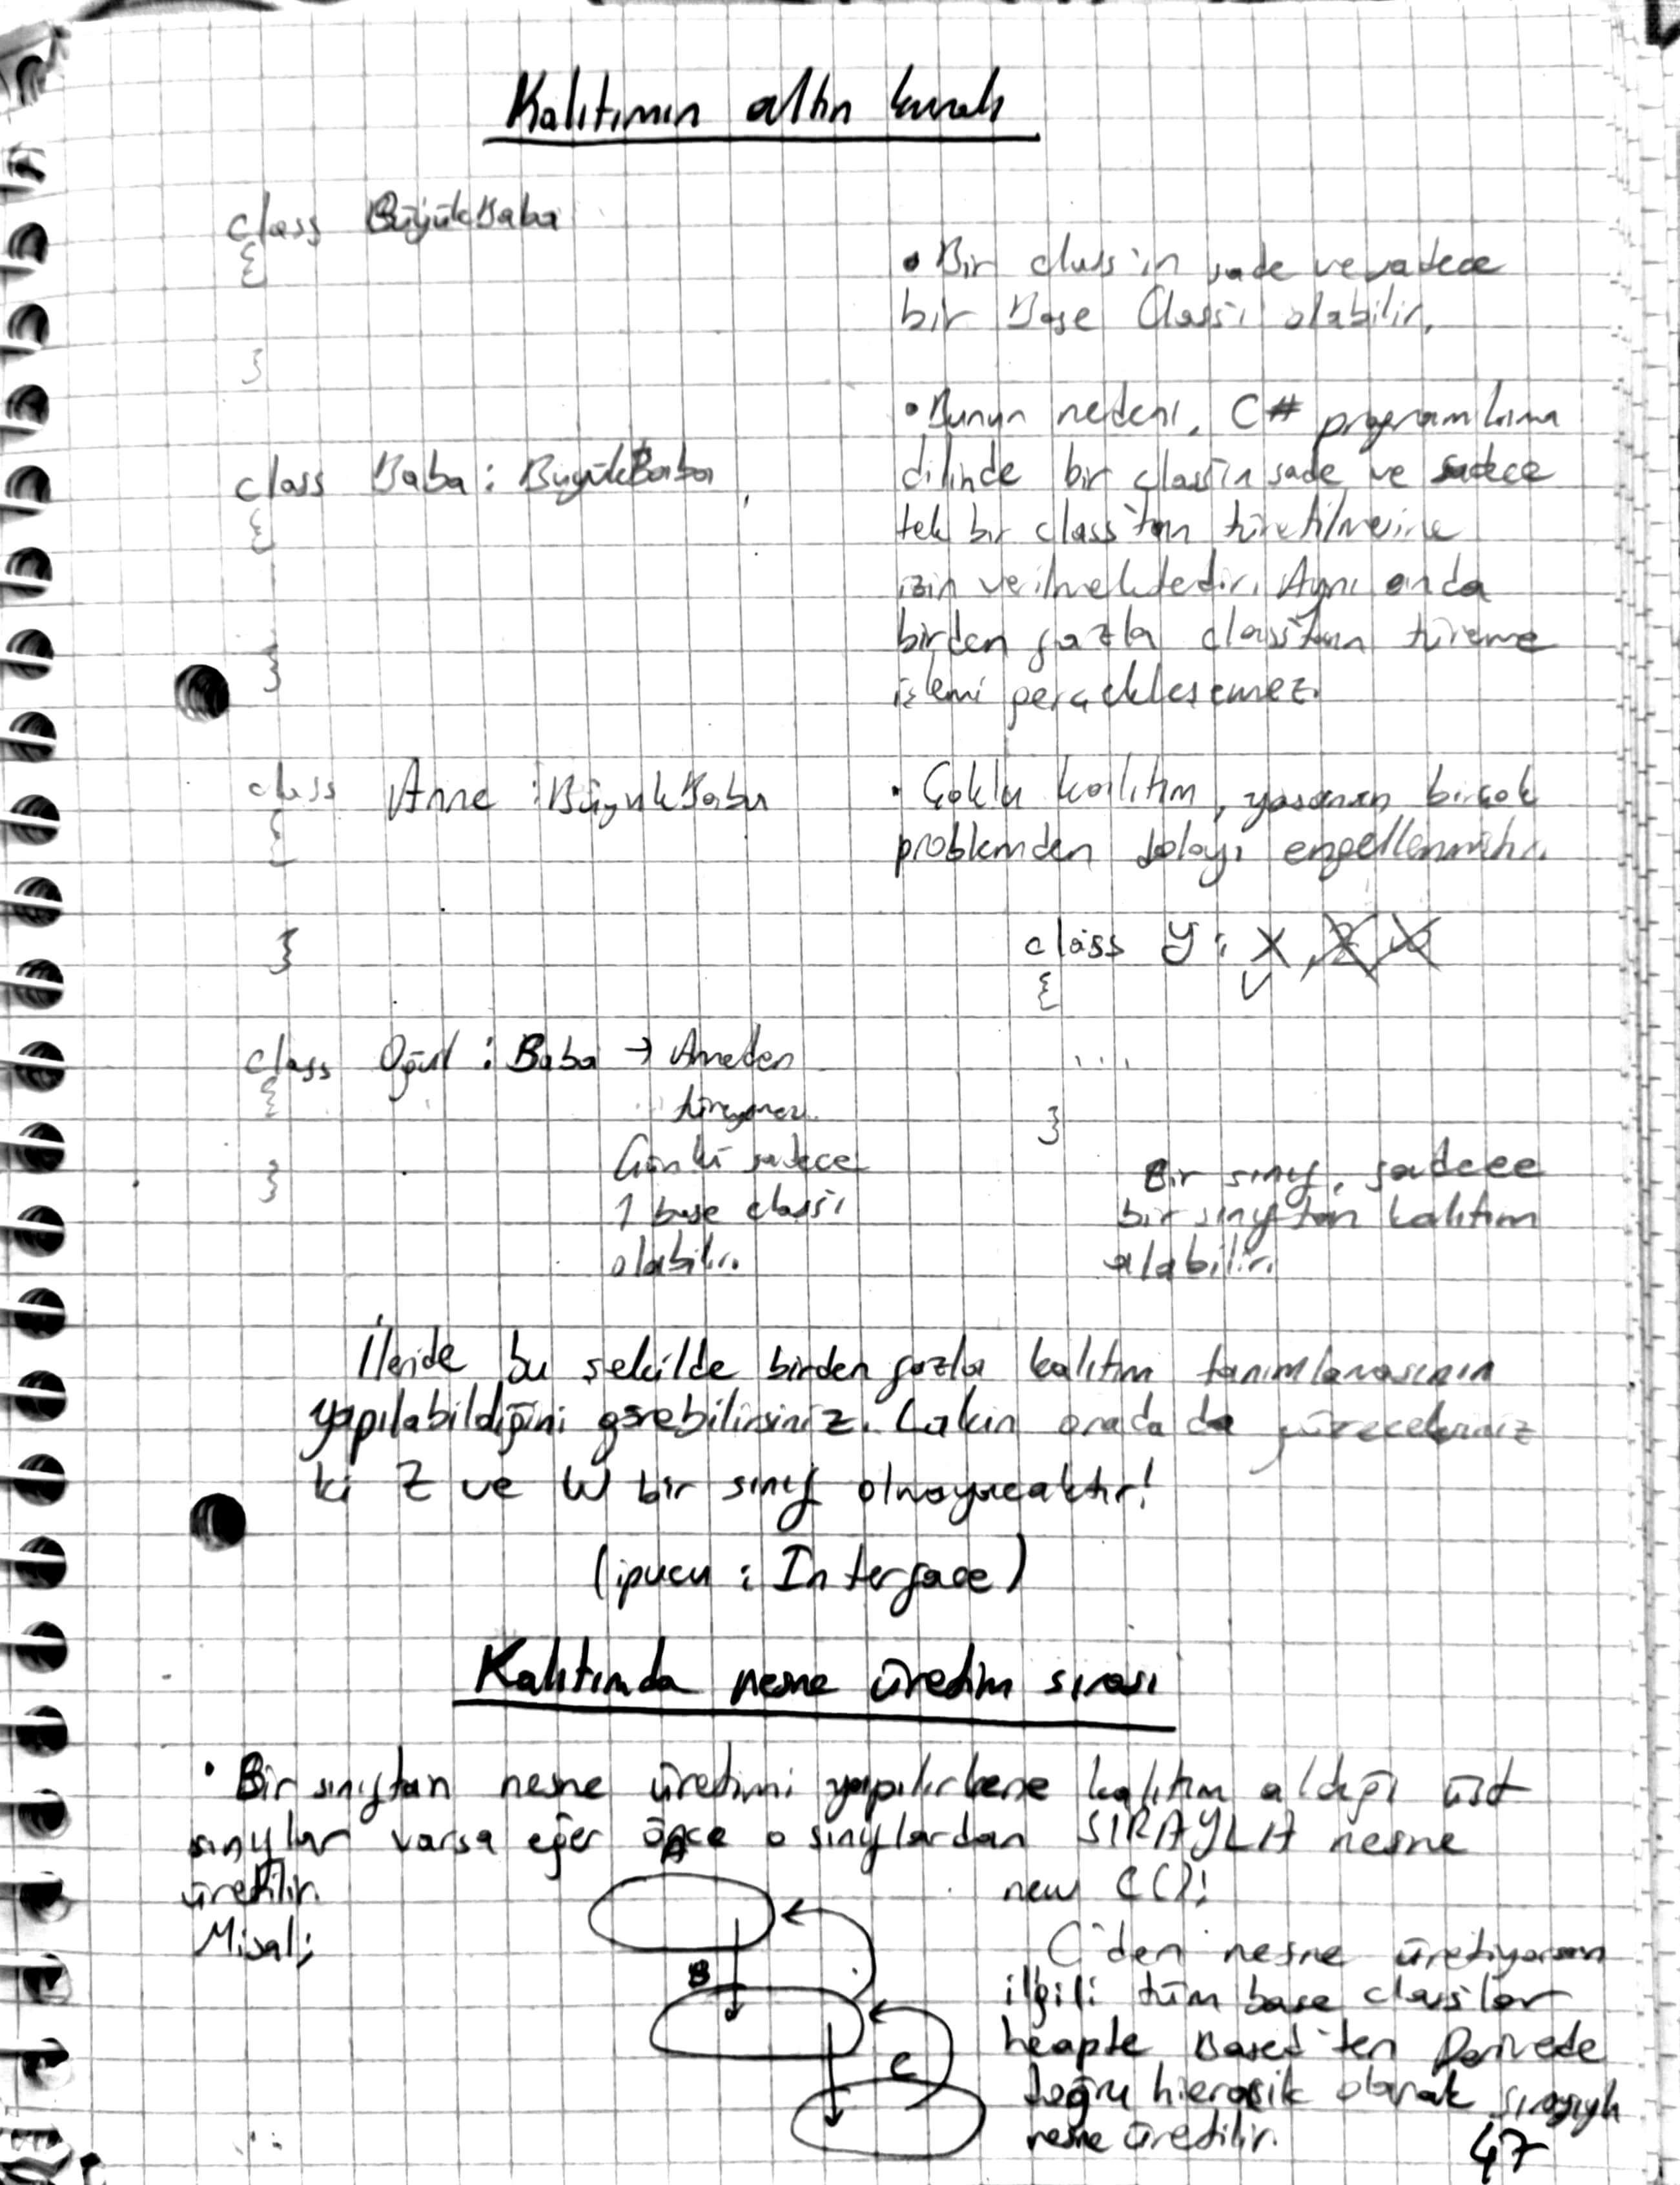 Kalıtımın altın kuralı
class BüyükBaba
{
}
class Baba : BüyükBaba
{
}
class Anne : BüyükBaba
{
}
class Oğul : Baba → Anneden
türeyemez.
Çünkü sadece
1 base class'ı
olabilir.
{
}
• Bir class'ın sade ve sadece
bir Base Class'ı olabilir.
• Bunun nedeni, C# programlama
dilinde bir class'ın sade ve sadece
tek bir class'tan türetilmesine
izin verilmektedir. Aynı anda
birden fazla class'tan türeme
işlemi gerçekleşemez.
• Çoklu kalıtım, yaşanan birçok
problemden dolayı engellenmiştir.
class Y : X, Z, W
{
...
}
Bir sınıf, sadece
bir sınıftan kalıtım
alabilir.
İleride bu şekilde birden fazla kalıtım tanımlamasının
yapılabildiğini görebilirsiniz. Lakin orada da göreceksiniz
ki Z ve W bir sınıf olmayacaktır!
(ipucu : Interface)
Kalıtımda nesne üretim sırası
• Bir sınıftan nesne üretimi yapılırkene kalıtım aldığı üst
sınıflar varsa eğer önce o sınıflardan SIRAYLA nesne
üretilir.
Misal;
A
B
C
new C();
C'den nesne üretiyorsan
ilgili tüm base class'lar
heapte Based'ten Derivede
doğru hierarşik olarak sırasıyla
nesne üretilir.
47